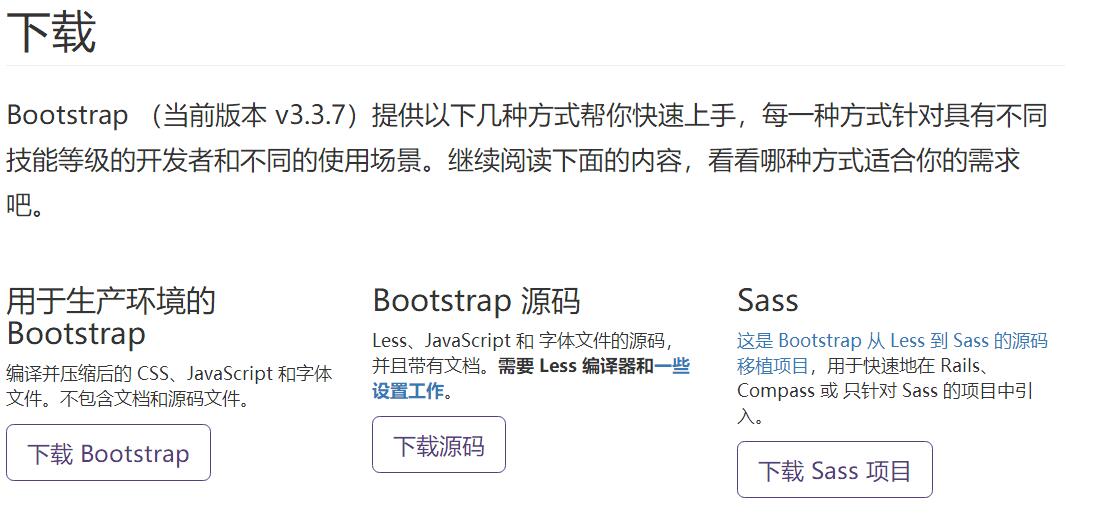 下载
Bootstrap （当前版本 v3.3.7）提供以下几种方式帮你快速上手，每一种方式针对具有不同
技能等级的开发者和不同的使用场景。继续阅读下面的内容，看看哪种方式适合你的需求
吧。
用于生产环境的
Bootstrap
编译并压缩后的 CSS、JavaScript 和字体
文件。不包含文档和源码文件。
下载 Bootstrap
Bootstrap 源码
Less、JavaScript 和 字体文件的源码，
并且带有文档。需要 Less 编译器和一些
设置工作。
下载源码
Sass
这是 Bootstrap 从 Less 到 Sass 的源码
移植项目，用于快速地在 Rails、
Compass 或 只针对 Sass 的项目中引
入。
下载 Sass 项目